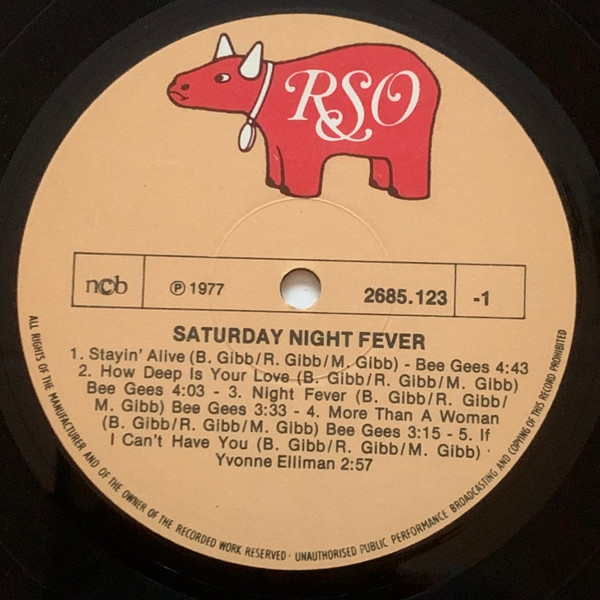 RSO
ncb
℗ 1977
2685.123
-1
SATURDAY NIGHT FEVER
1. Stayin' Alive (B. Gibb/R. Gibb/M. Gibb) - Bee Gees 4:43
2. How Deep Is Your Love (B. Gibb/R. Gibb/M. Gibb)
Bee Gees 4:03 - 3. Night Fever (B. Gibb/R. Gibb/
M. Gibb) Bee Gees 3:33 - 4. More Than A Woman
(B. Gibb/R. Gibb/M. Gibb) Bee Gees 3:15 - 5. If
I Can't Have You (B. Gibb/R. Gibb/M. Gibb) ·
Yvonne Elliman 2:57
ALL RIGHTS OF THE MANUFACTURER AND OF THE OWNER OF THE RECORDED WORK RESERVED · UNAUTHORISED PUBLIC PERFORMANCE BROADCASTING AND COPYING OF THIS RECORD PROHIBITED